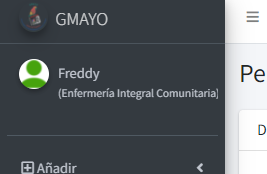 GMAYO
Pe
Freddy
(Enfermería Integral Comunitaria)
D
Añadir